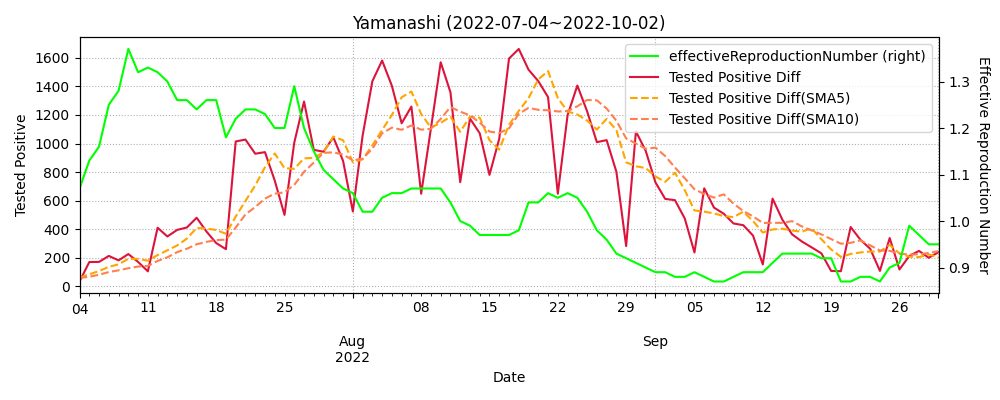 Yamanashi (2022-07-04~2022-10-02)
effectiveReproductionNumber (right)
Tested Positive Diff
Tested Positive Diff(SMA5)
Tested Positive Diff(SMA10)
Tested Positive
1600
1400
1200
1000
800
600
400
200
0
Effective Reproduction Number
1.3
1.2
1.1
1.0
0.9
04 11 18 25 08 15 22 29 05 12 19 26
Aug Sep
2022
Date